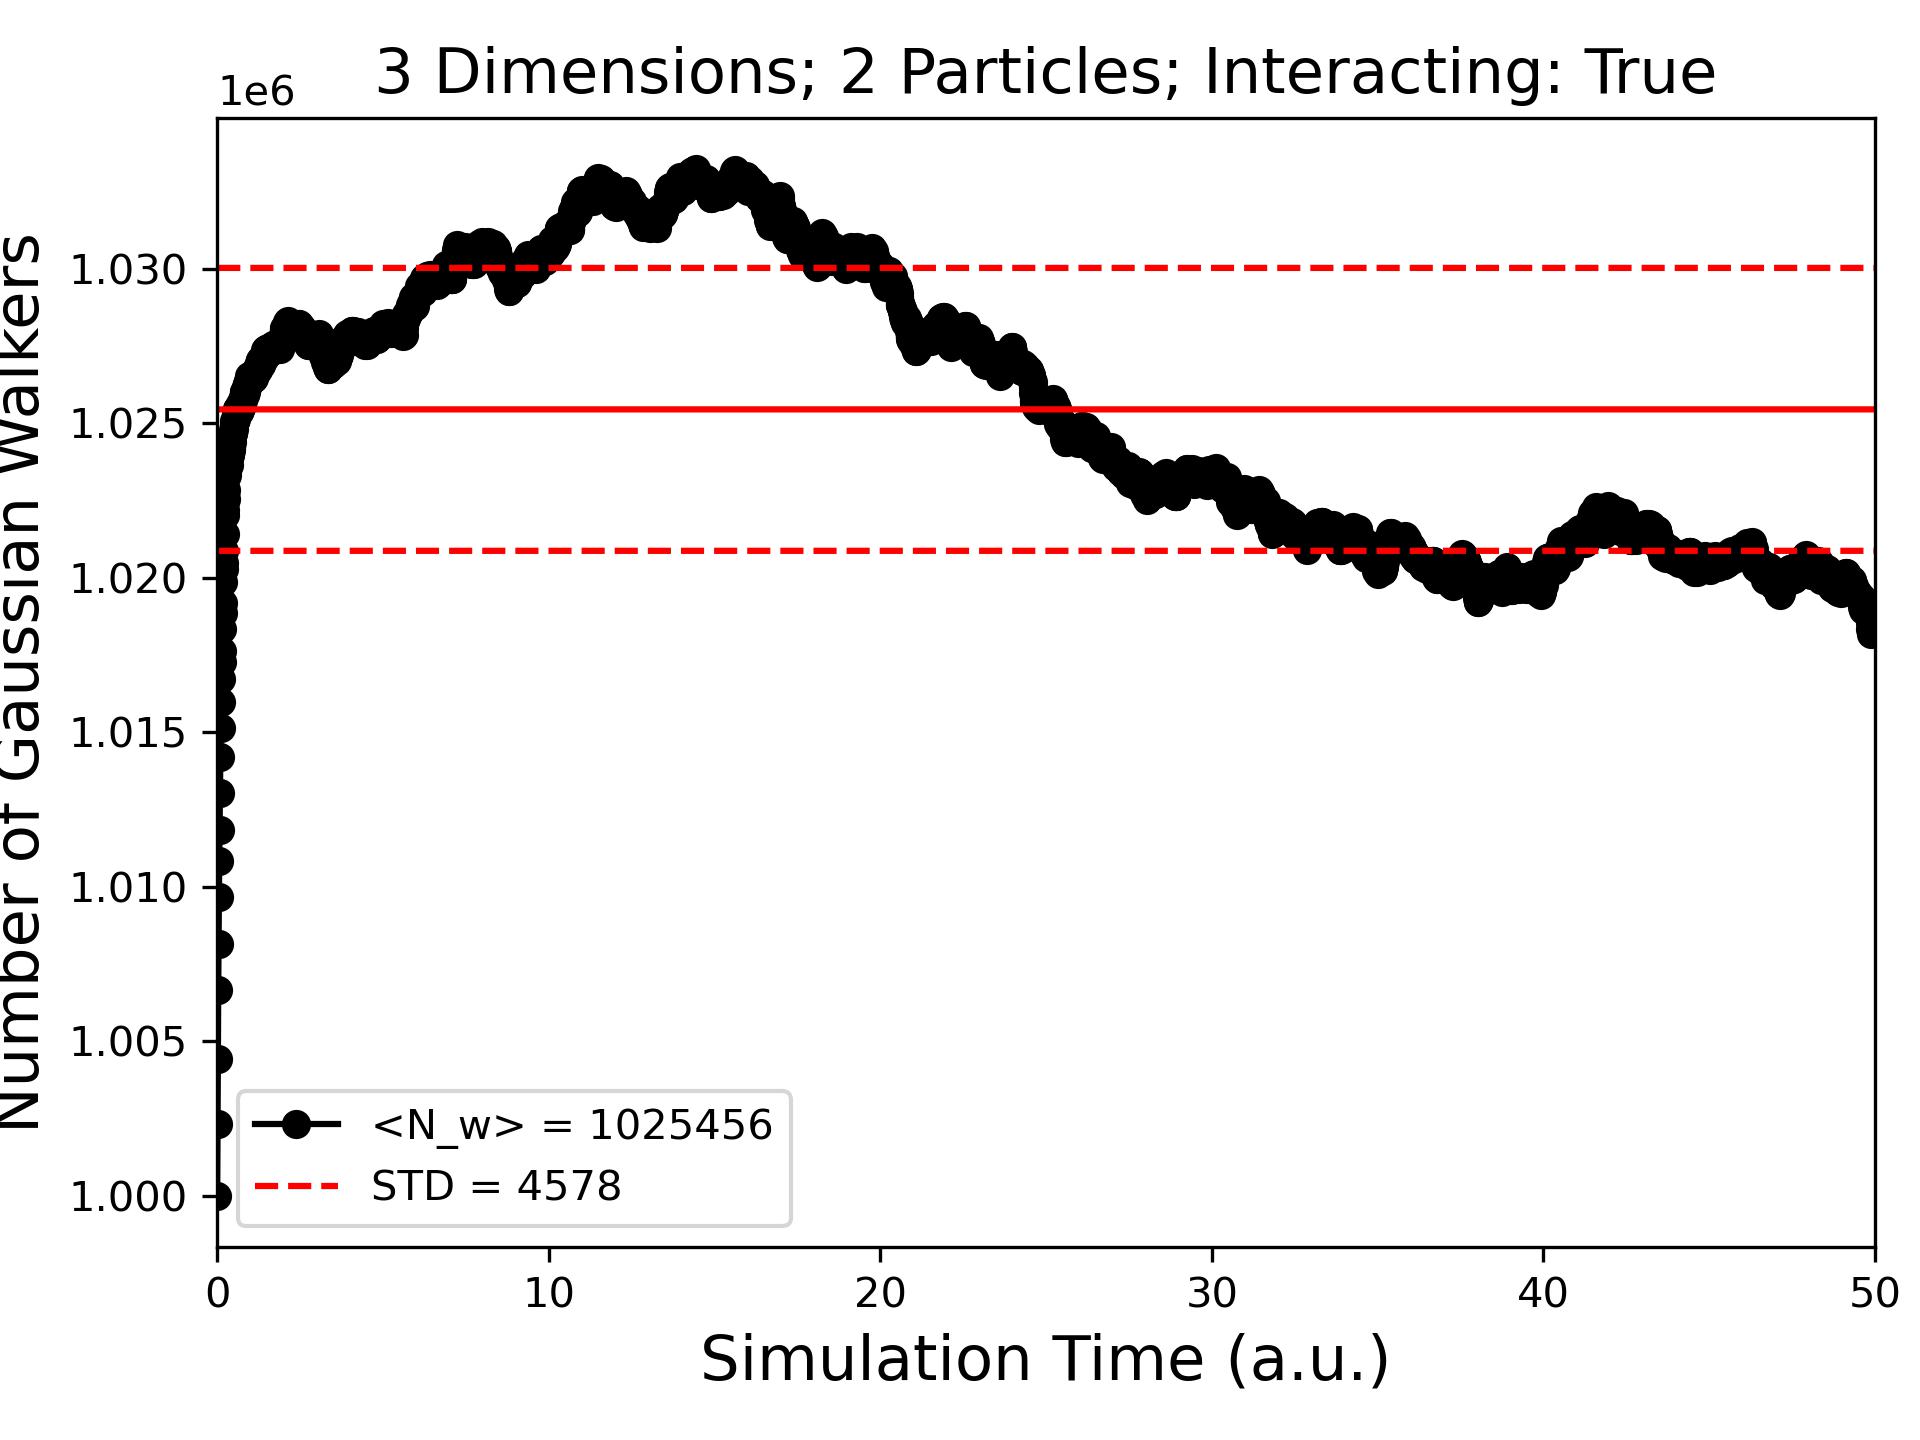 3 Dimensions; 2 Particles; Interacting: True
1e6
Number of Gaussian Walkers
1.030
1.025
1.020
1.015
1.010
1.005
1.000
<N_w> = 1025456
STD = 4578
0
10
20
30
40
50
Simulation Time (a.u.)